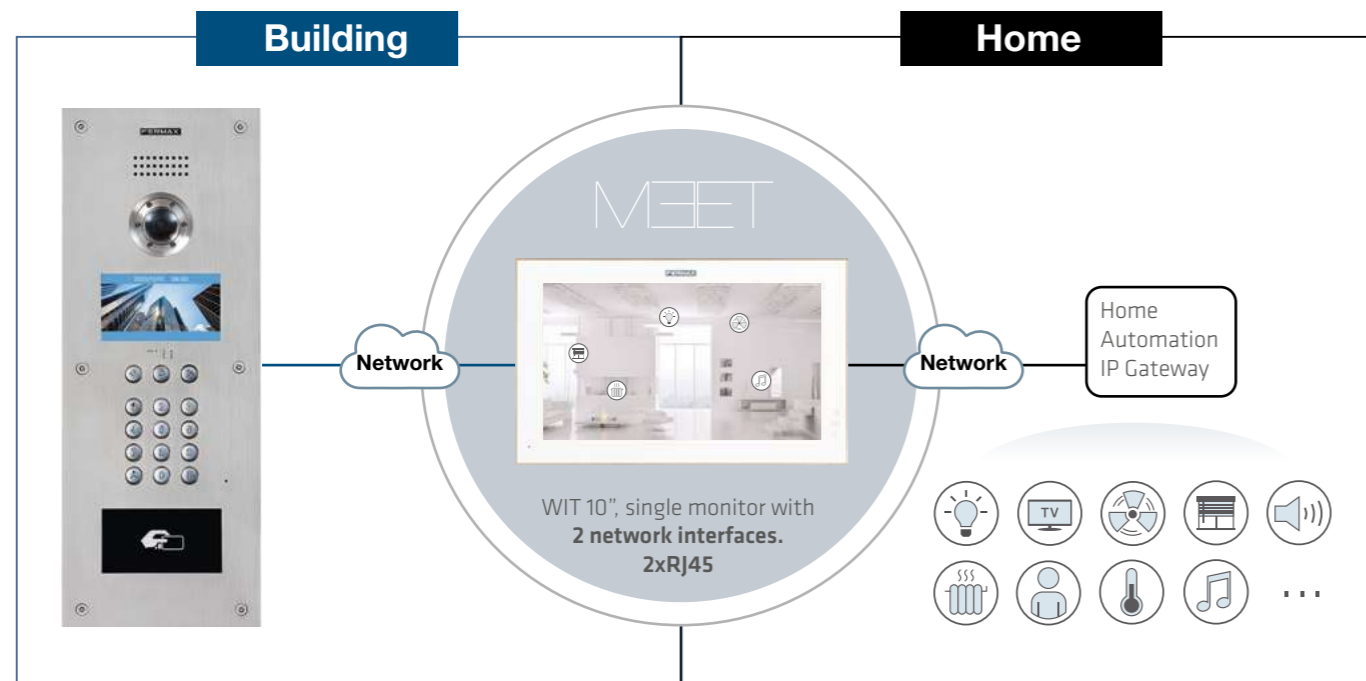 Building
Home
FERMAX
MEET
FERMAX
Network
Network
Home
Automation
IP Gateway
WIT 10”, single monitor with
2 network interfaces.
2xRJ45
TV
...